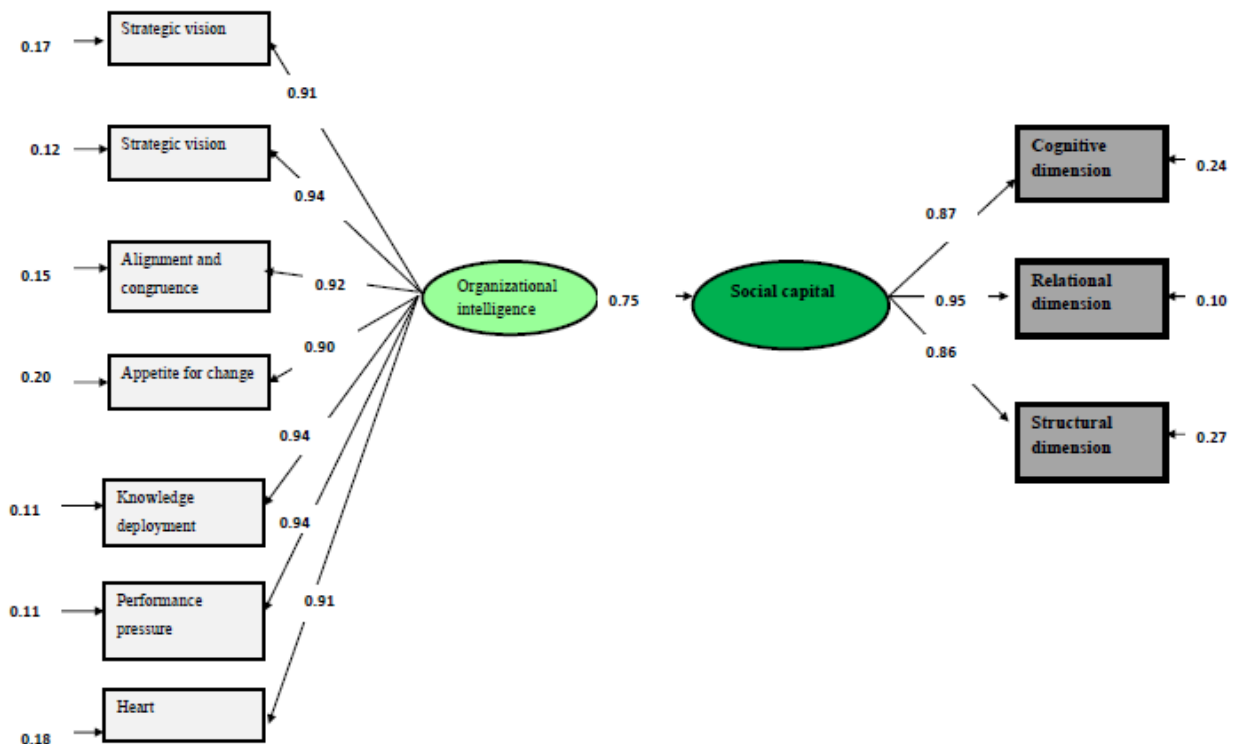 Strategic vision
0.17
0.91
Strategic vision
0.12
0.94
Alignment and
congruence
0.15
0.92
Appetite for change
0.20
0.90
Knowledge
deployment
0.11
0.94
Performance
pressure
0.11
0.94
Heart
0.18
0.91
Organizational
intelligence
0.75
Social capital
0.87
Cognitive
dimension
0.24
0.95
Relational
dimension
0.10
0.86
Structural
dimension
0.27